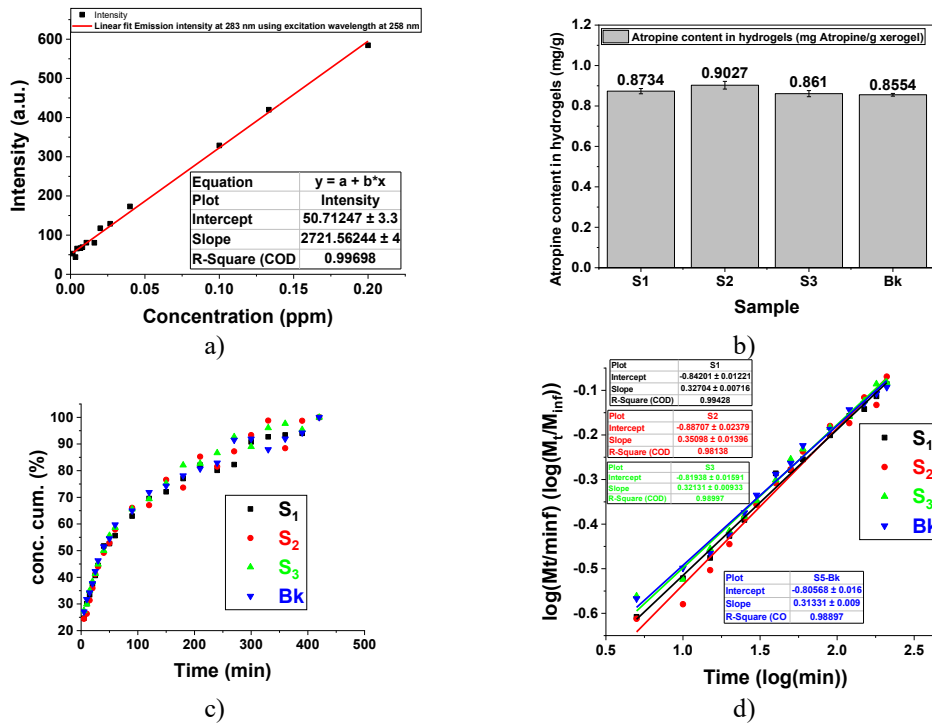 a)
Intensity
Linear fit Emission intensity at 283 nm using excitation wavelength at 258 nm
600
500
400
300
200
100
0
Intensity (a.u.)
Equation y = a + b*x
Plot Intensity
Intercept 50.71247 ± 3.3
Slope 2721.56244 ± 4
R-Square (COD 0.99698
0.00 0.05 0.10 0.15 0.20
Concentration (ppm)
a)
b)
Atropine content in hydrogels (mg Atropine/g xerogel)
1.2
1.0
0.8
0.6
0.4
0.2
0.0
Atropine content in hydrogels (mg/g)
0.8734 0.9027 0.861 0.8554
S1 S2 S3 Bk
Sample
b)
100
90
80
70
60
50
40
30
20
conc. cum. (%)
S1
S2
S3
Bk
0 100 200 300 400 500
Time (min)
c)
Plot S1
Intercept -0.84201 ± 0.01221
Slope 0.32704 ± 0.00716
R-Square (COD) 0.99428
Plot S2
Intercept -0.88707 ± 0.02379
Slope 0.35098 ± 0.01396
R-Square (COD 0.98138
Plot S3
Intercept -0.81938 ± 0.01591
Slope 0.32131 ± 0.00933
R-Square (COD) 0.98997
-0.1
-0.2
-0.3
-0.4
-0.5
-0.6
log(Mt/minf) (log(Mt/Minf))
S1
S2
S3
Bk
Plot S5-Bk
Intercept -0.80568 ± 0.016
Slope 0.31331 ± 0.009
R-Square (CO 0.98897
0.5 1.0 1.5 2.0 2.5
Time (log(min))
d)